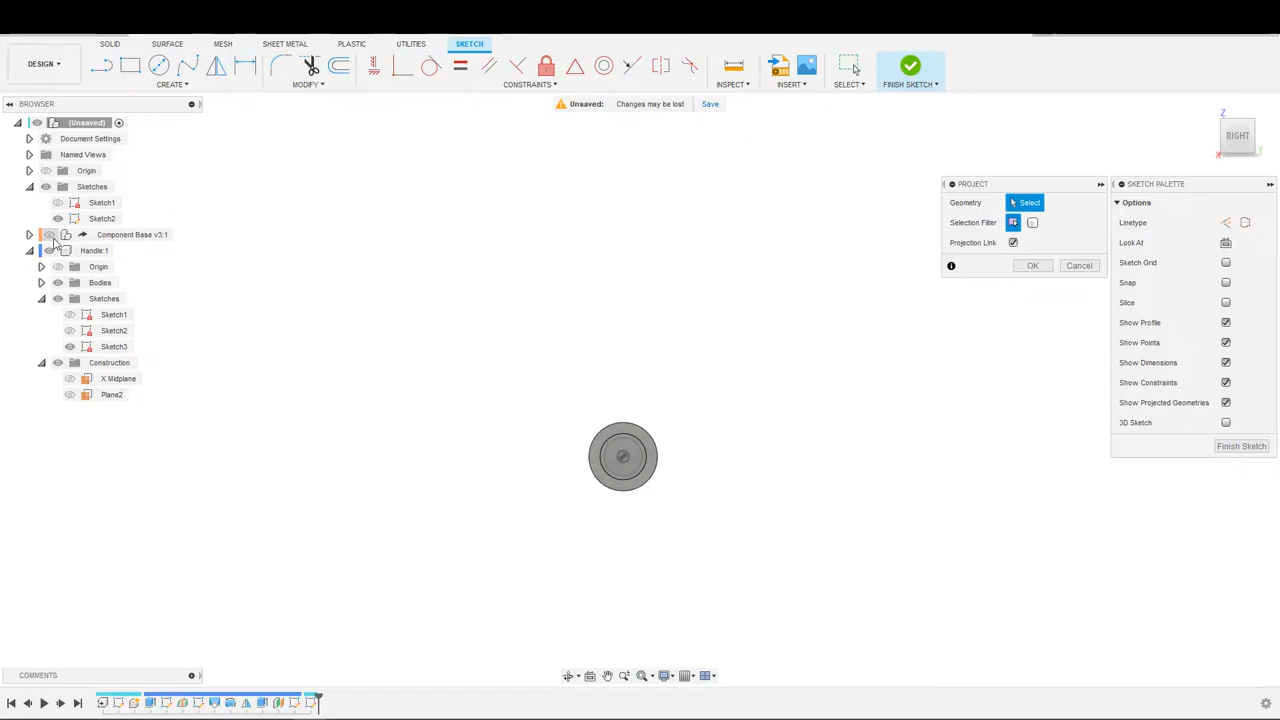 SOLID SURFACE MESH SHEET METAL PLASTIC UTILITIES SKETCH
DESIGN
CREATE MODIFY CONSTRAINTS INSPECT INSERT SELECT FINISH SKETCH
BROWSER
Unsaved: Changes may be lost Save
(Unsaved)
Document Settings
Named Views
Origin
Sketches
Sketch1
Sketch2
Component Base v3:1
Handle:1
Origin
Bodies
Sketches
Sketch1
Sketch2
Sketch3
Construction
X Midplane
Plane2
Z
RIGHT
X
Y
PROJECT
Geometry Select
Selection Filter
Projection Link
OK Cancel
SKETCH PALETTE
Options
Linetype
Look At
Sketch Grid
Snap
Slice
Show Profile
Show Points
Show Dimensions
Show Constraints
Show Projected Geometries
3D Sketch
Finish Sketch
COMMENTS